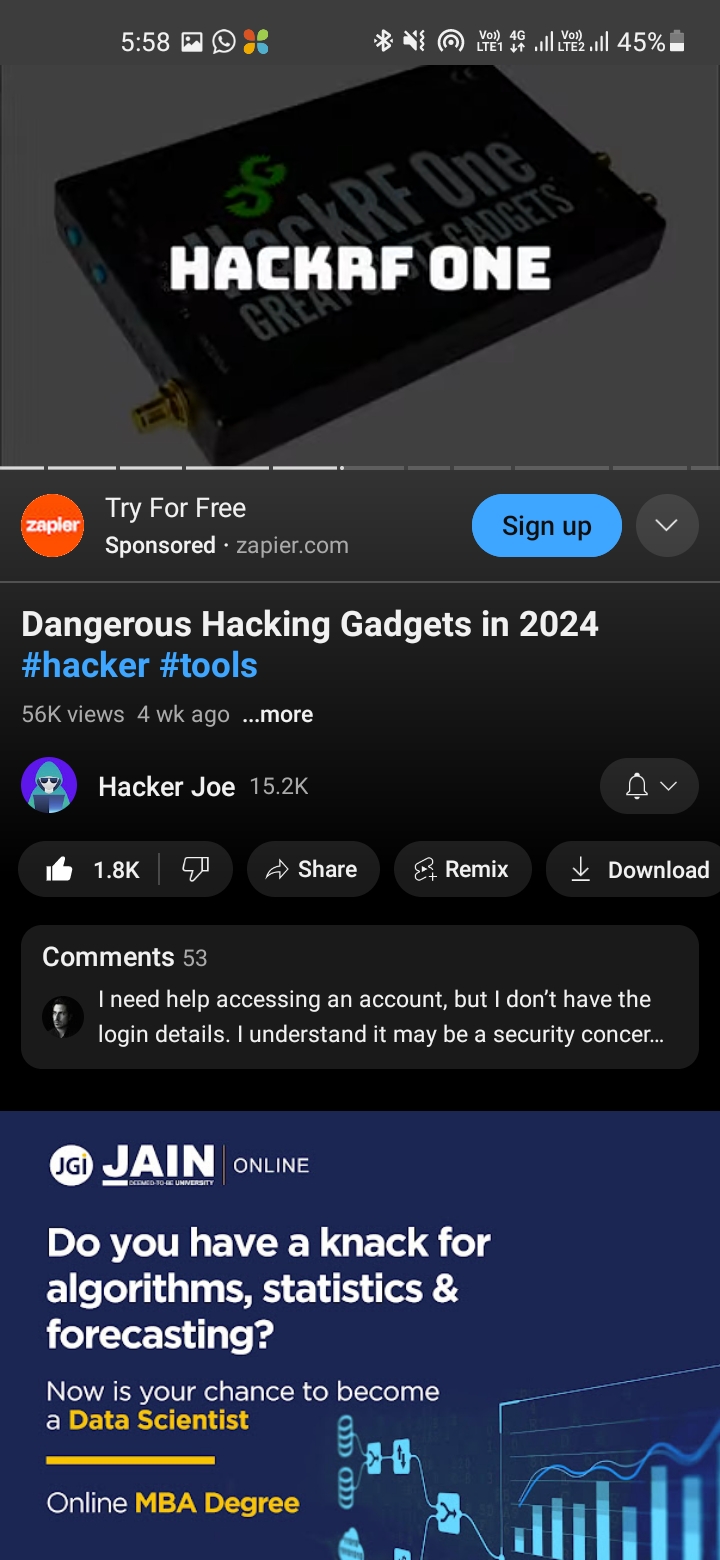 5:58
Vo))
LTE1
4G
Vo))
LTE2
45%
HackRF One
GREAT SCOTT GADGETS
HACKRF ONE
zapier
Try For Free
Sponsored · zapier.com
Sign up
Dangerous Hacking Gadgets in 2024
#hacker #tools
56K views 4 wk ago ...more
Hacker Joe 15.2K
1.8K
Share
Remix
Download
Comments 53
I need help accessing an account, but I don’t have the
login details. I understand it may be a security concer...
JGi JAIN ONLINE
DEEMED-TO-BE UNIVERSITY
Do you have a knack for
algorithms, statistics &
forecasting?
Now is your chance to become
a Data Scientist
Online MBA Degree